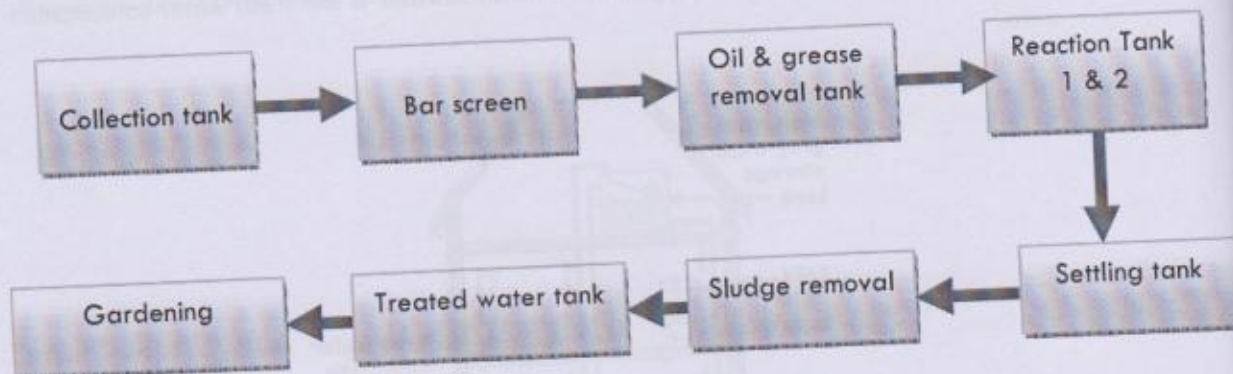 Collection tank
Bar screen
Oil & grease
removal tank
Reaction Tank
1 & 2
Settling tank
Sludge removal
Treated water tank
Gardening